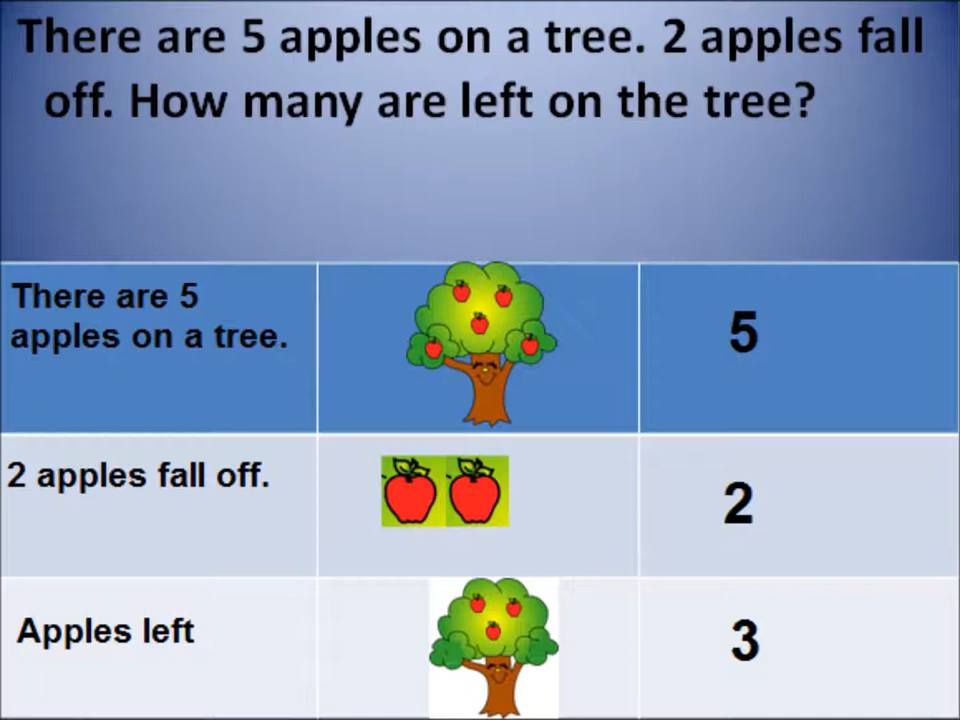 There are 5 apples on a tree. 2 apples fall
off. How many are left on the tree?
There are 5
apples on a tree.
5
2 apples fall off.
2
Apples left
3